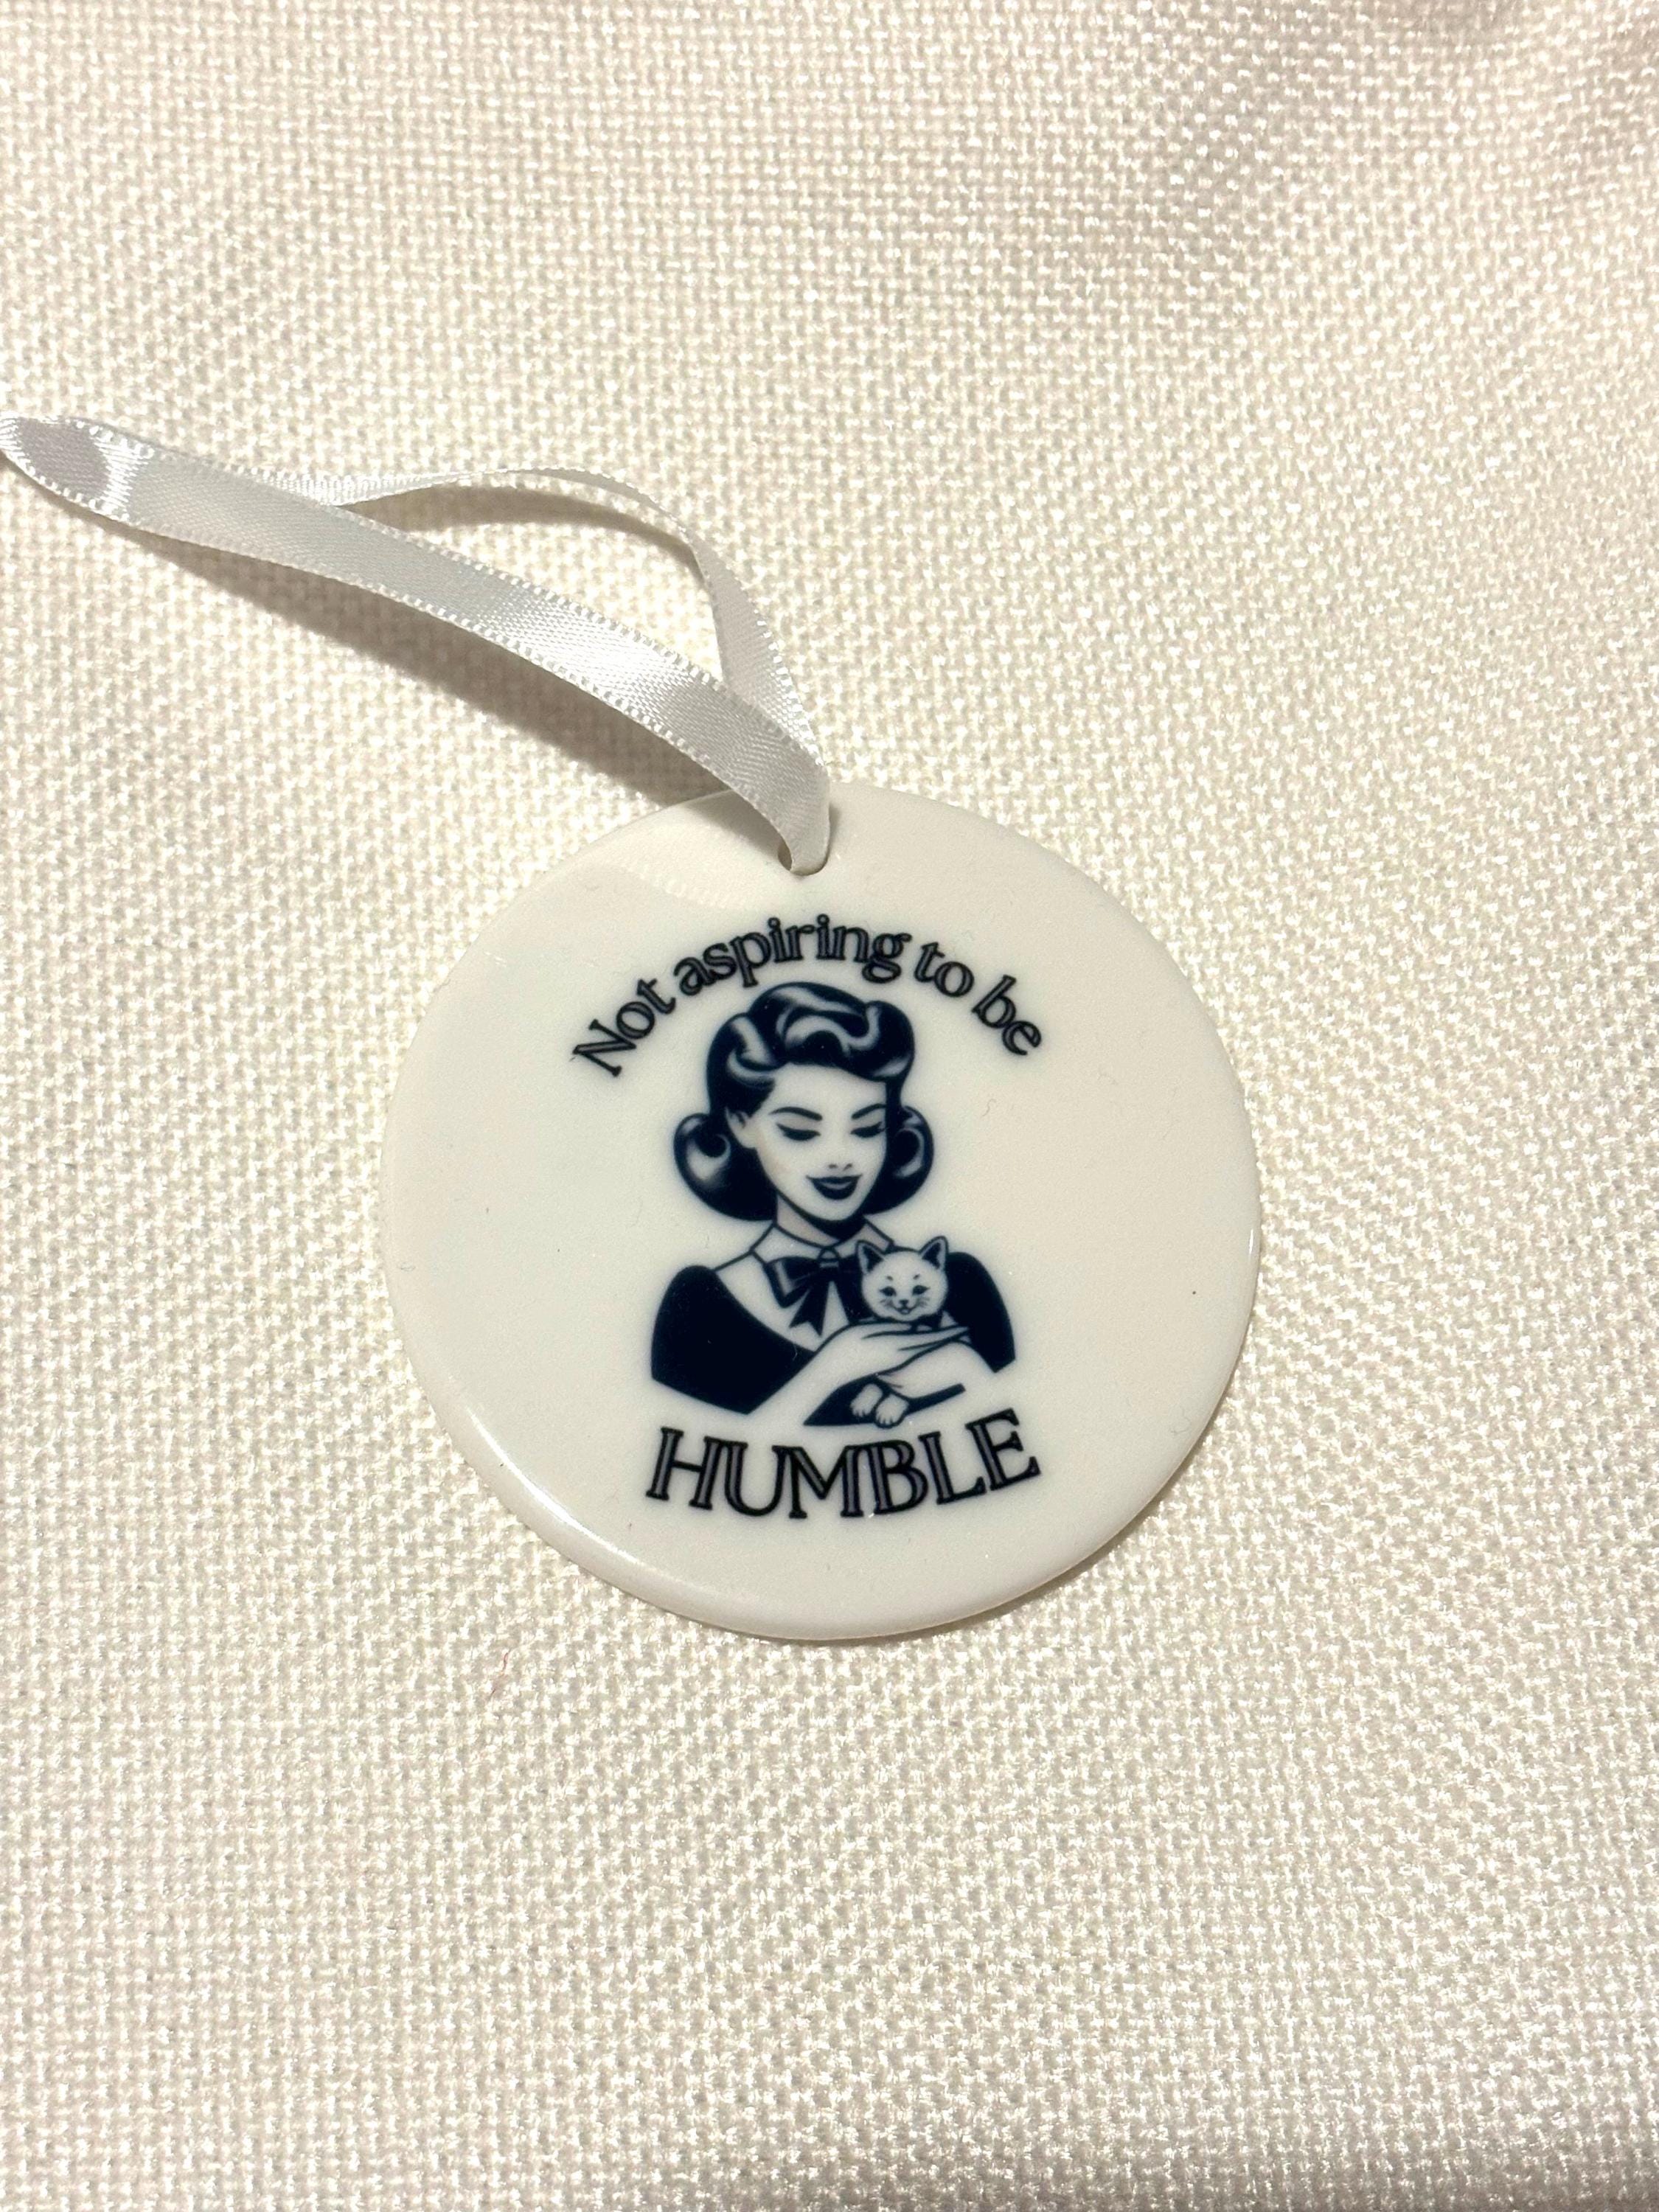 Not aspiring to be
HUMBLE